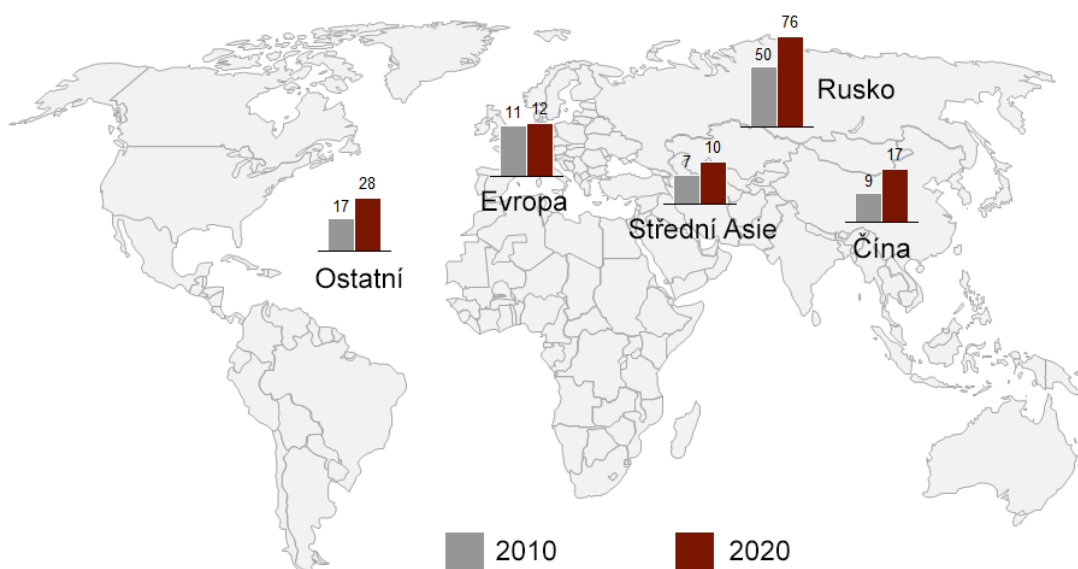 50 76
Rusko
11 12
Evropa
7 10
Střední Asie
9 17
Čína
17 28
Ostatní
2010 2020